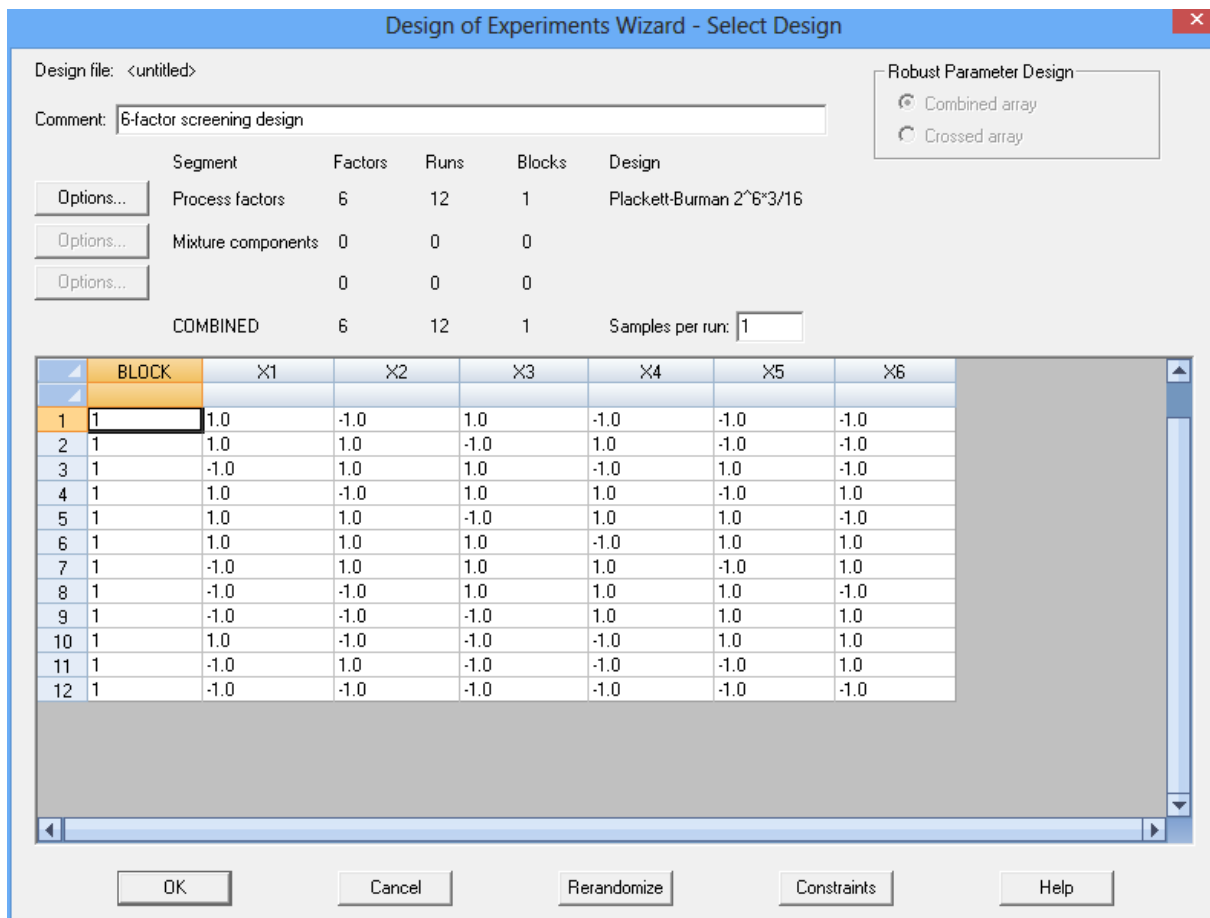 Design of Experiments Wizard - Select Design
Design file: <untitled>
Robust Parameter Design
Combined array
Crossed array
Comment: 6-factor screening design
Segment Factors Runs Blocks Design
Options... Process factors 6 12 1 Plackett-Burman 2^6*3/16
Options... Mixture components 0 0 0
Options... 0 0 0
COMBINED 6 12 1 Samples per run: 1
BLOCK X1 X2 X3 X4 X5 X6
1 1 1.0 -1.0 1.0 -1.0 -1.0 -1.0
2 1 1.0 1.0 -1.0 1.0 -1.0 -1.0
3 1 -1.0 1.0 1.0 -1.0 1.0 -1.0
4 1 1.0 -1.0 1.0 1.0 -1.0 1.0
5 1 1.0 1.0 -1.0 1.0 1.0 -1.0
6 1 1.0 1.0 1.0 -1.0 1.0 1.0
7 1 -1.0 1.0 1.0 1.0 -1.0 1.0
8 1 -1.0 -1.0 1.0 1.0 1.0 -1.0
9 1 -1.0 -1.0 -1.0 1.0 1.0 1.0
10 1 1.0 -1.0 -1.0 -1.0 1.0 1.0
11 1 -1.0 1.0 -1.0 -1.0 -1.0 1.0
12 1 -1.0 -1.0 -1.0 -1.0 -1.0 -1.0
OK Cancel Rerandomize Constraints Help